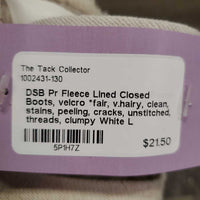 The Tack Collector
1002431-130
DSB Pr Fleece Lined Closed
Boots, velcro *fair, v.hairy, clean,
stains, peeling, cracks, unstitched,
threads, clumpy White L
5P1H7Z
$21.50